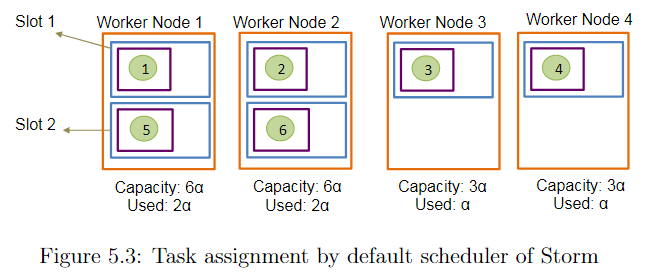 Slot 1
Worker Node 1
Worker Node 2
Worker Node 3
Worker Node 4
1
2
3
4
Slot 2
5
6
Capacity: 6α
Used: 2α
Capacity: 6α
Used: 2α
Capacity: 3α
Used: α
Capacity: 3α
Used: α
Figure 5.3: Task assignment by default scheduler of Storm